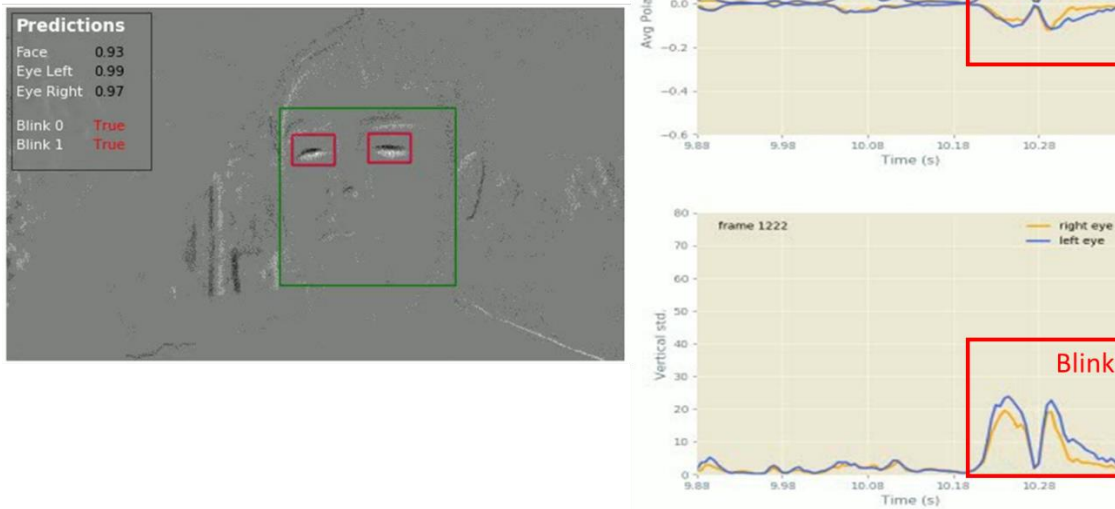 Predictions
Face 0.93
Eye Left 0.99
Eye Right 0.97
Blink 0 True
Blink 1 True
Avg Pola
0.0
−0.2
−0.4
−0.6
9.88 9.98 10.08 10.18 10.28
Time (s)
frame 1222
right eye
left eye
Blink
Vertical std.
80
70
60
50
40
30
20
10
0
9.88 9.98 10.08 10.18 10.28
Time (s)